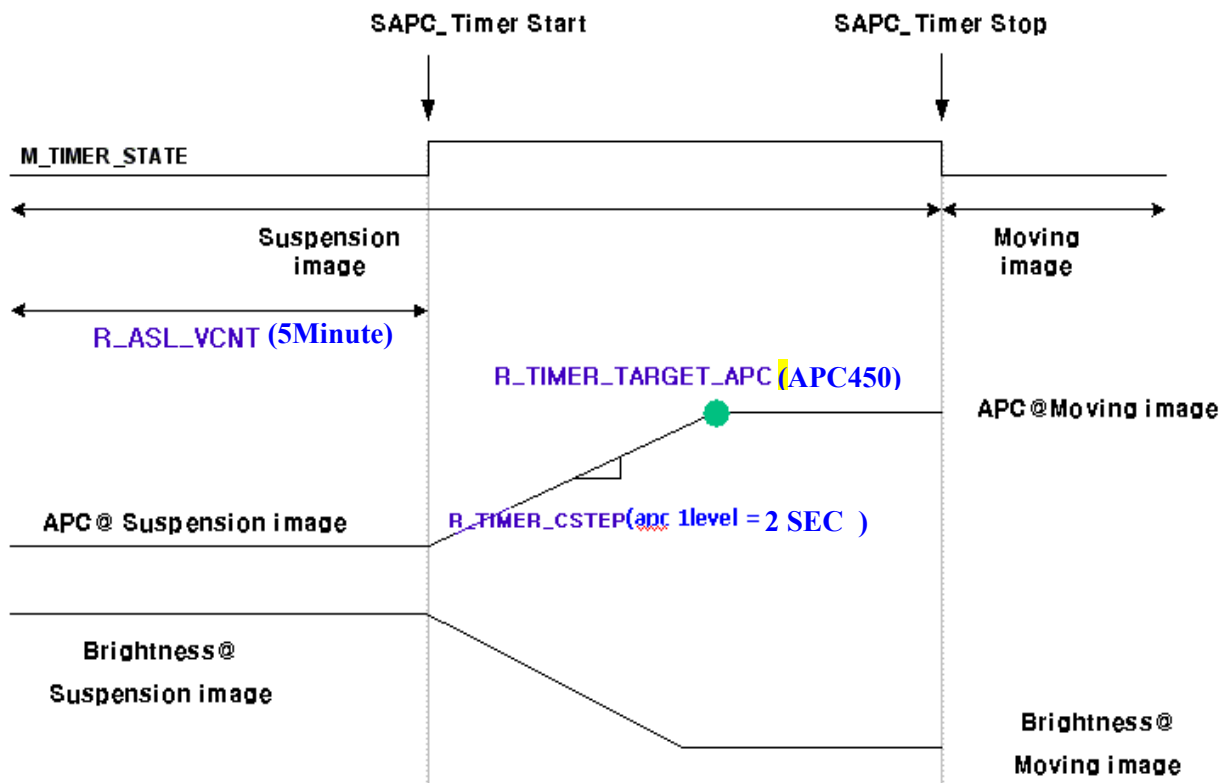 SAPC_Timer Start
SAPC_Timer Stop
M_TIMER_STATE
Suspension
image
Moving
image
R_ASL_VCNT (5Minute)
R_TIMER_TARGET_APC (APC450)
APC@Moving image
APC@ Suspension image
R_TIMER_CSTEP(apc 1level = 2 SEC )
Brightness@
Suspension image
Brightness@
Moving image